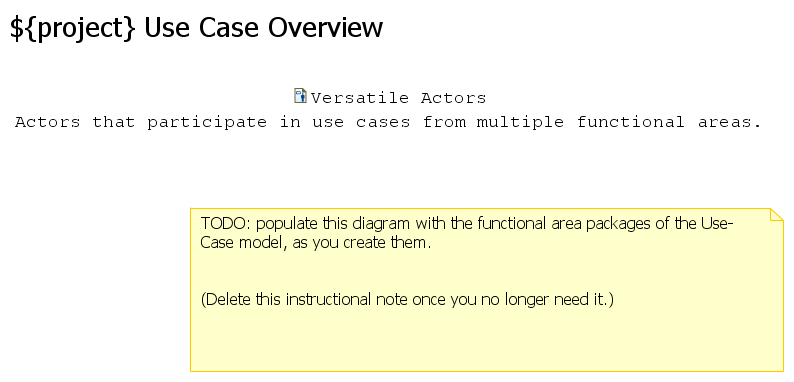 ${project} Use Case Overview
Versatile Actors
Actors that participate in use cases from multiple functional areas.
TODO: populate this diagram with the functional area packages of the Use-
Case model, as you create them.
(Delete this instructional note once you no longer need it.)